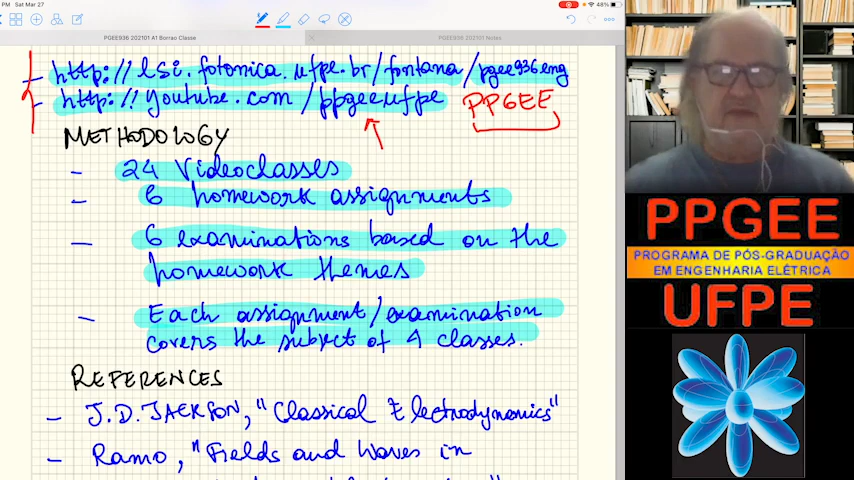 PM Sat Mar 27
48%
PGEE936 202101 A1 Borrao Classe
PGEE936 202101 Notes
- http://lsi.fotonica.ufpe.br/fontana/pgee936eng
- http://youtube.com/ppgeeufpe PPGEE
METHODOLOGY
- 24 Videoclasses
- 6 homework assignments
- 6 examinations based on the
homework themes
- Each assignment/examination
covers the subject of 4 classes.
REFERENCES
- J.D. JACKSON, "Classical Electrodynamics"
- Ramo, "Fields and Waves in
PPGEE
PROGRAMA DE PÓS-GRADUAÇÃO
EM ENGENHARIA ELÉTRICA
UFPE